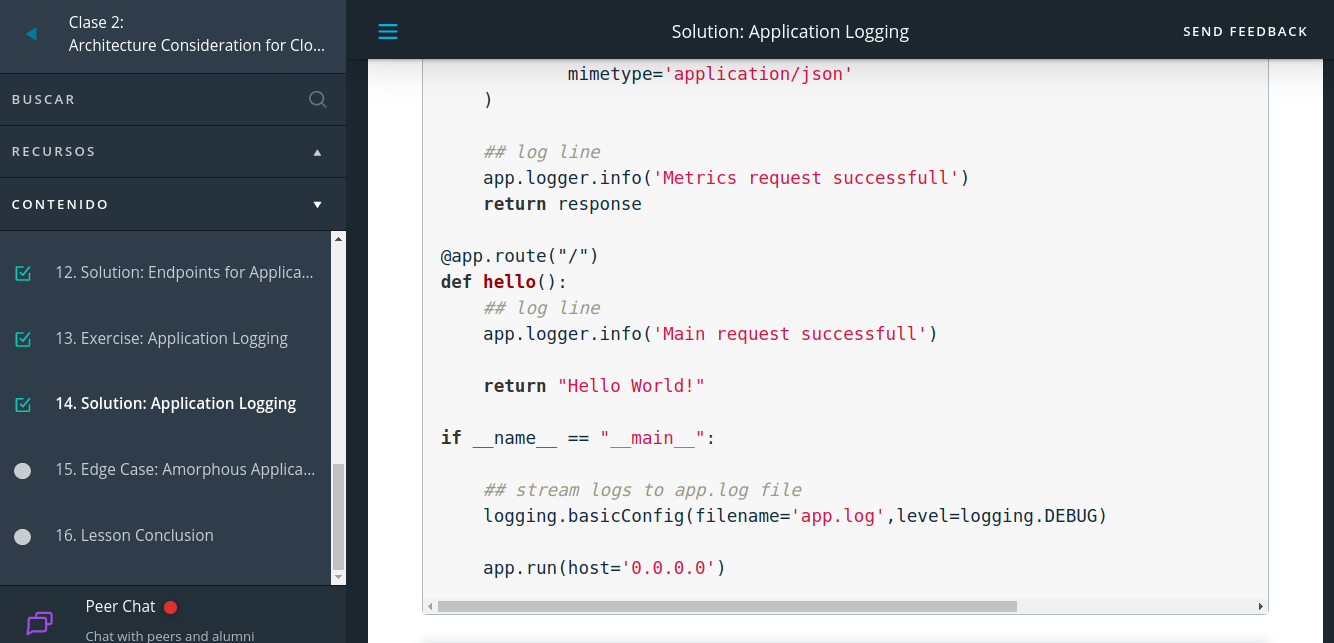 Clase 2:
Architecture Consideration for Clo...
BUSCAR
RECURSOS
CONTENIDO
12. Solution: Endpoints for Applica...
13. Exercise: Application Logging
14. Solution: Application Logging
15. Edge Case: Amorphous Applica...
16. Lesson Conclusion
Peer Chat
Chat with peers and alumni
Solution: Application Logging
SEND FEEDBACK
            mimetype='application/json'
    )

    ## log line
    app.logger.info('Metrics request successfull')
    return response

@app.route("/")
def hello():
    ## log line
    app.logger.info('Main request successfull')

    return "Hello World!"

if __name__ == "__main__":

    ## stream logs to app.log file
    logging.basicConfig(filename='app.log',level=logging.DEBUG)

    app.run(host='0.0.0.0')